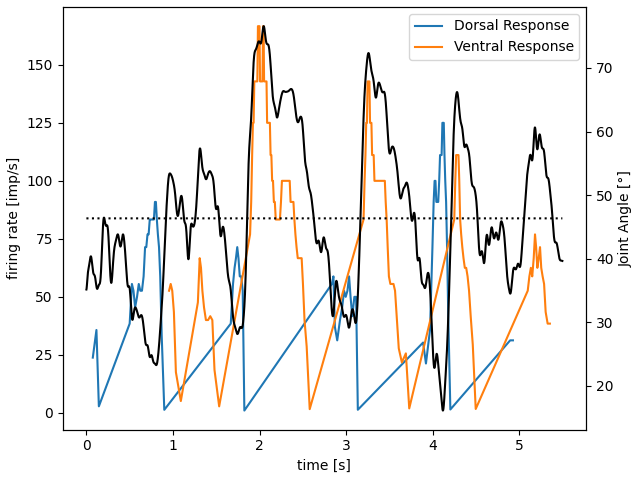 Dorsal Response
Ventral Response
firing rate [imp/s]
150
125
100
75
50
25
0
70
60
50
40
30
20
Joint Angle [°]
0 1 2 3 4 5
time [s]